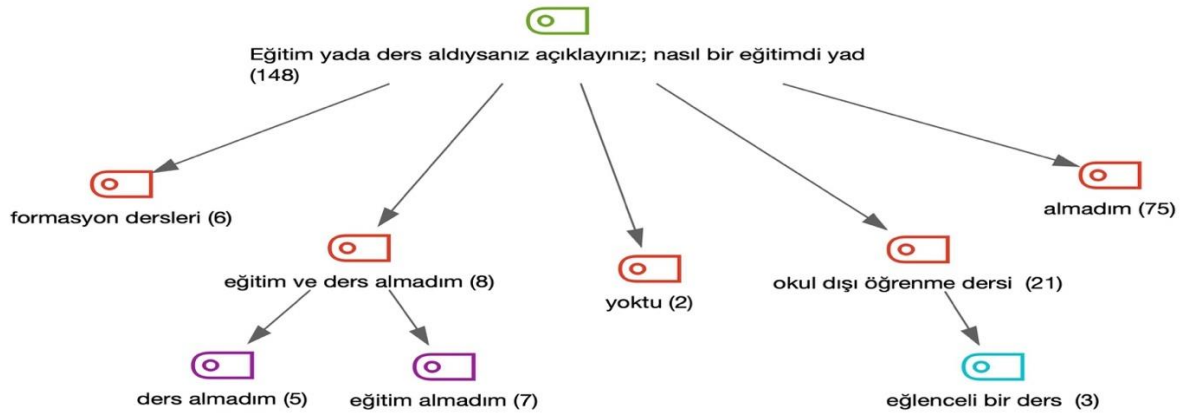 Eğitim yada ders aldıysanız açıklayınız; nasıl bir eğitimdi yad
(148)
formasyon dersleri (6)
almadım (75)
eğitim ve ders almadım (8)
yoktu (2)
okul dışı öğrenme dersi (21)
ders almadım (5)
eğitim almadım (7)
eğlenceli bir ders (3)